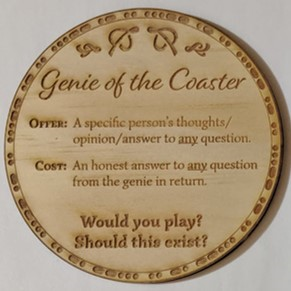 Genie of the Coaster
OFFER: A specific person's thoughts/
opinion/answer to any question.
COST: An honest answer to any question
from the genie in return.
Would you play?
Should this exist?